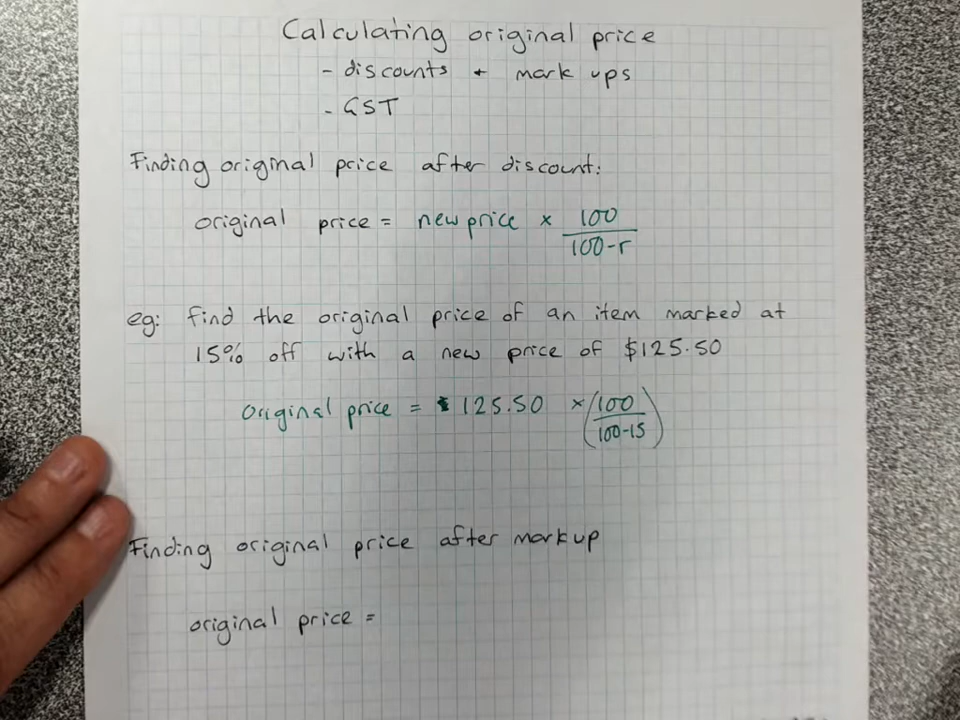 Calculating original price
- discounts + mark ups
- GST
Finding original price after discount:
original price = new price × 100/100-r
eg: find the original price of an item marked at
15% off with a new price of $125.50
original price = $125.50 × (100/100-15)
Finding original price after markup
original price =